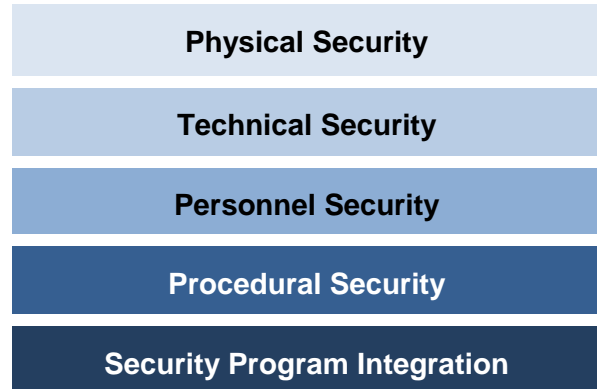 Physical Security
Technical Security
Personnel Security
Procedural Security
Security Program Integration